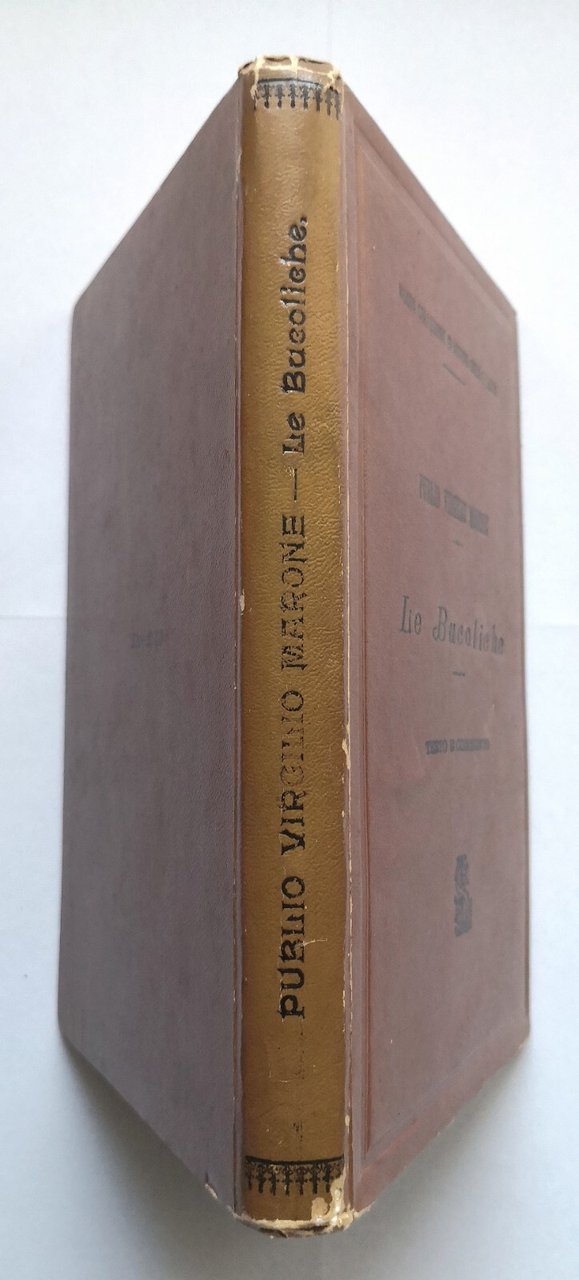 PUBLIO VIRGILIO MARONE — Le Bucoliche.
PUBLIO VIRGILIO MARONE
Le Bucoliche
TESTO E COMMENTO